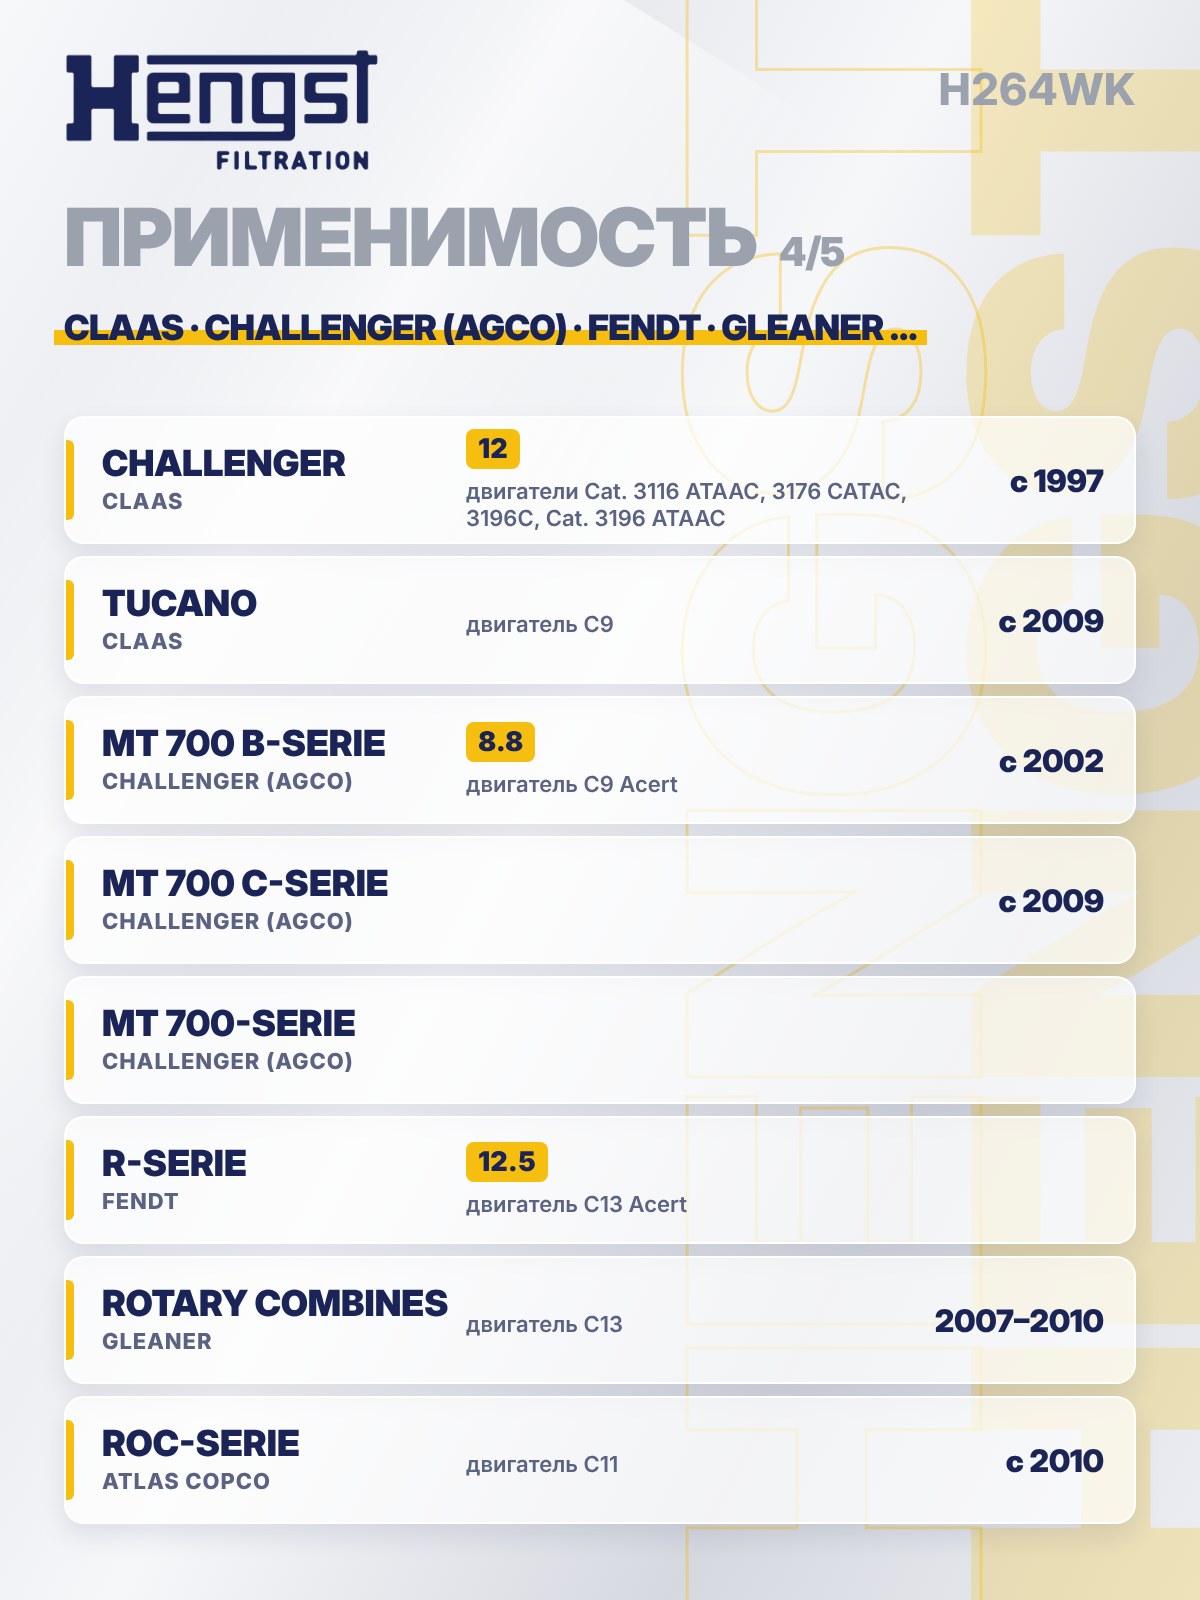 Hengst
FILTRATION
H264WK
ПРИМЕНИМОСТЬ 4/5
CLAAS · CHALLENGER (AGCO) · FENDT · GLEANER ...
CHALLENGER
CLAAS
12
двигатели Cat. 3116 ATAAC, 3176 CATAC,
3196C, Cat. 3196 ATAAC
с 1997
TUCANO
CLAAS
двигатель C9
с 2009
MT 700 B-SERIE
CHALLENGER (AGCO)
8.8
двигатель C9 Acert
с 2002
MT 700 C-SERIE
CHALLENGER (AGCO)
с 2009
MT 700-SERIE
CHALLENGER (AGCO)
R-SERIE
FENDT
12.5
двигатель C13 Acert
ROTARY COMBINES
GLEANER
двигатель C13
2007–2010
ROC-SERIE
ATLAS COPCO
двигатель C11
с 2010
HENGST
HENGST